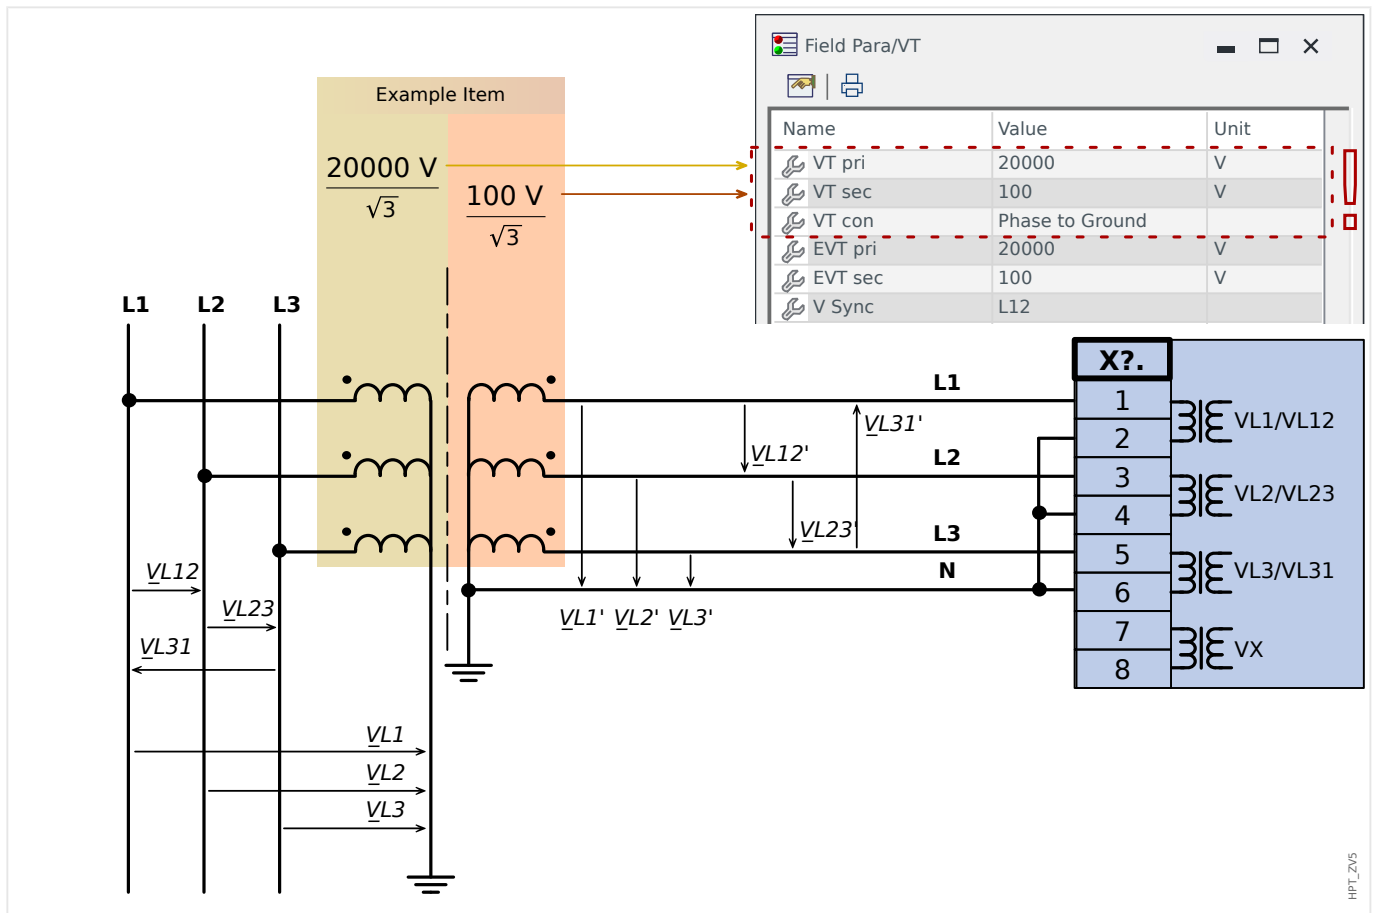 Field Para/VT
Example Item
Name Value Unit
20000 V
√3
100 V
√3
VT pri 20000 V
VT sec 100 V
VT con Phase to Ground
EVT pri 20000 V
EVT sec 100 V
V Sync L12
L1 L2 L3
X?.
L1
1
VL1/VL12
VL31'
2
VL12'
L2
3
VL2/VL23
4
VL23'
L3
5
VL3/VL31
N
6
VL12
VL23
VL1' VL2' VL3'
7
VX
VL31
8
VL1
VL2
VL3
HPT_ZV5